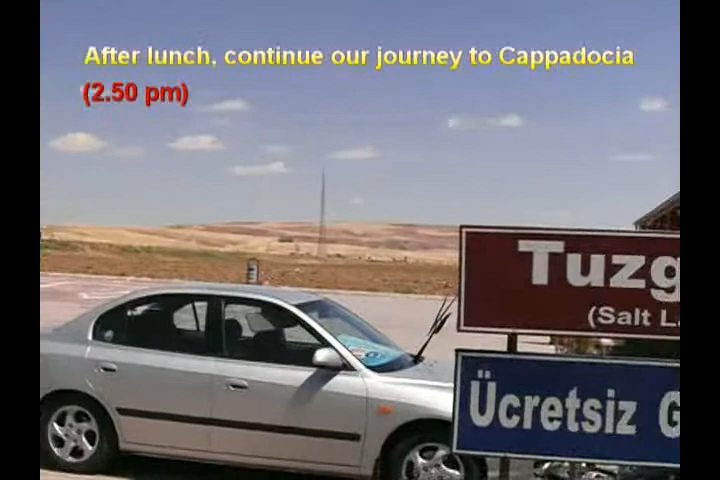 After lunch, continue our journey to Cappadocia
(2.50 pm)
Tuzg
(Salt L
Ücretsiz G